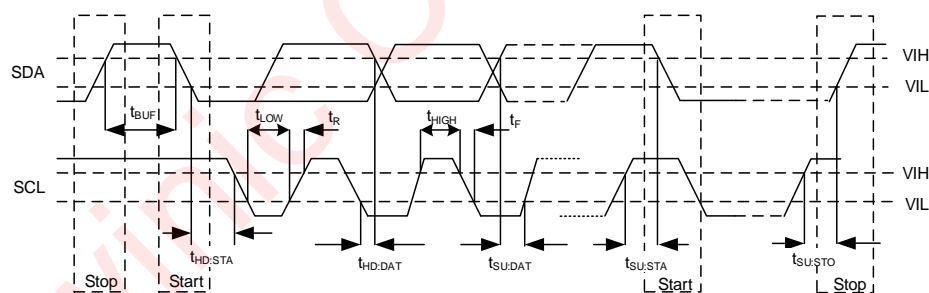 SDA
VIH
VIL
tBUF
tLOW
tR
tHIGH
tF
SCL
VIH
VIL
tHD:STA
tHD:DAT
tSU:DAT
tSU:STA
tSU:STO
Stop
Start
Start
Stop